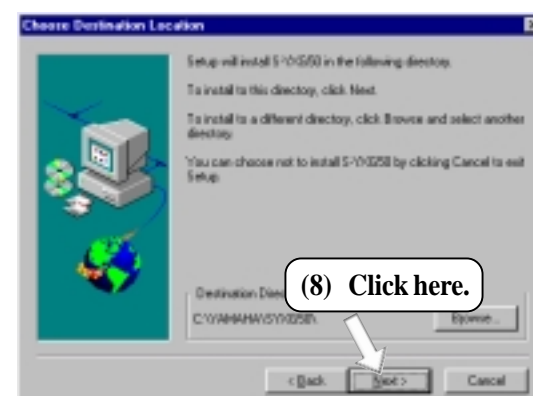 Choose Destination Location
Setup will install S-YXG50 in the following directory.
To install to this directory, click Next.
To install to a different directory, click Browse and select another
directory.
You can choose not to install S-YXG50 by clicking Cancel to exit
Setup.
Destination Direc
(8) Click here.
C:\YAMAHA\SYXG50\
Browse...
< Back
Next >
Cancel